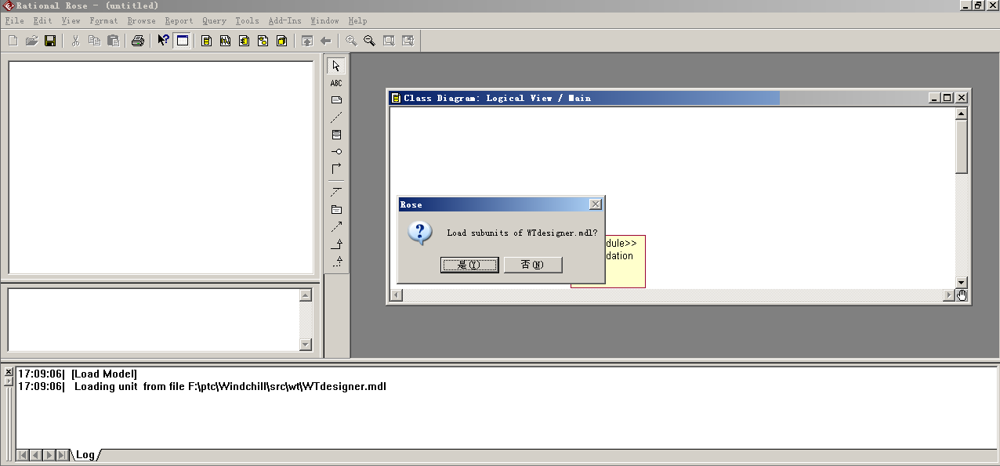 Rational Rose - (untitled)
File Edit View Format Browse Report Query Tools Add-Ins Window Help
ABC
Class Diagram: Logical View / Main
Rose
Load subunits of WTdesigner.mdl?
是(Y) 否(N)
dule>>
dation
17:09:06| [Load Model]
17:09:06| Loading unit from file F:\ptc\Windchill\src\wt\WTdesigner.mdl
Log